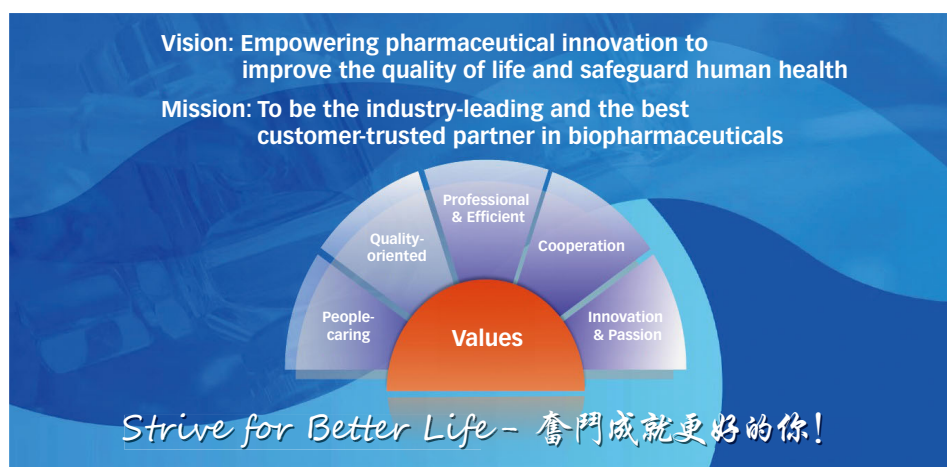 Vision: Empowering pharmaceutical innovation to
improve the quality of life and safeguard human health
Mission: To be the industry-leading and the best
customer-trusted partner in biopharmaceuticals
People-
caring
Quality-
oriented
Professional
& Efficient
Cooperation
Innovation
& Passion
Values
Strive for Better Life - 奮鬥成就更好的你!